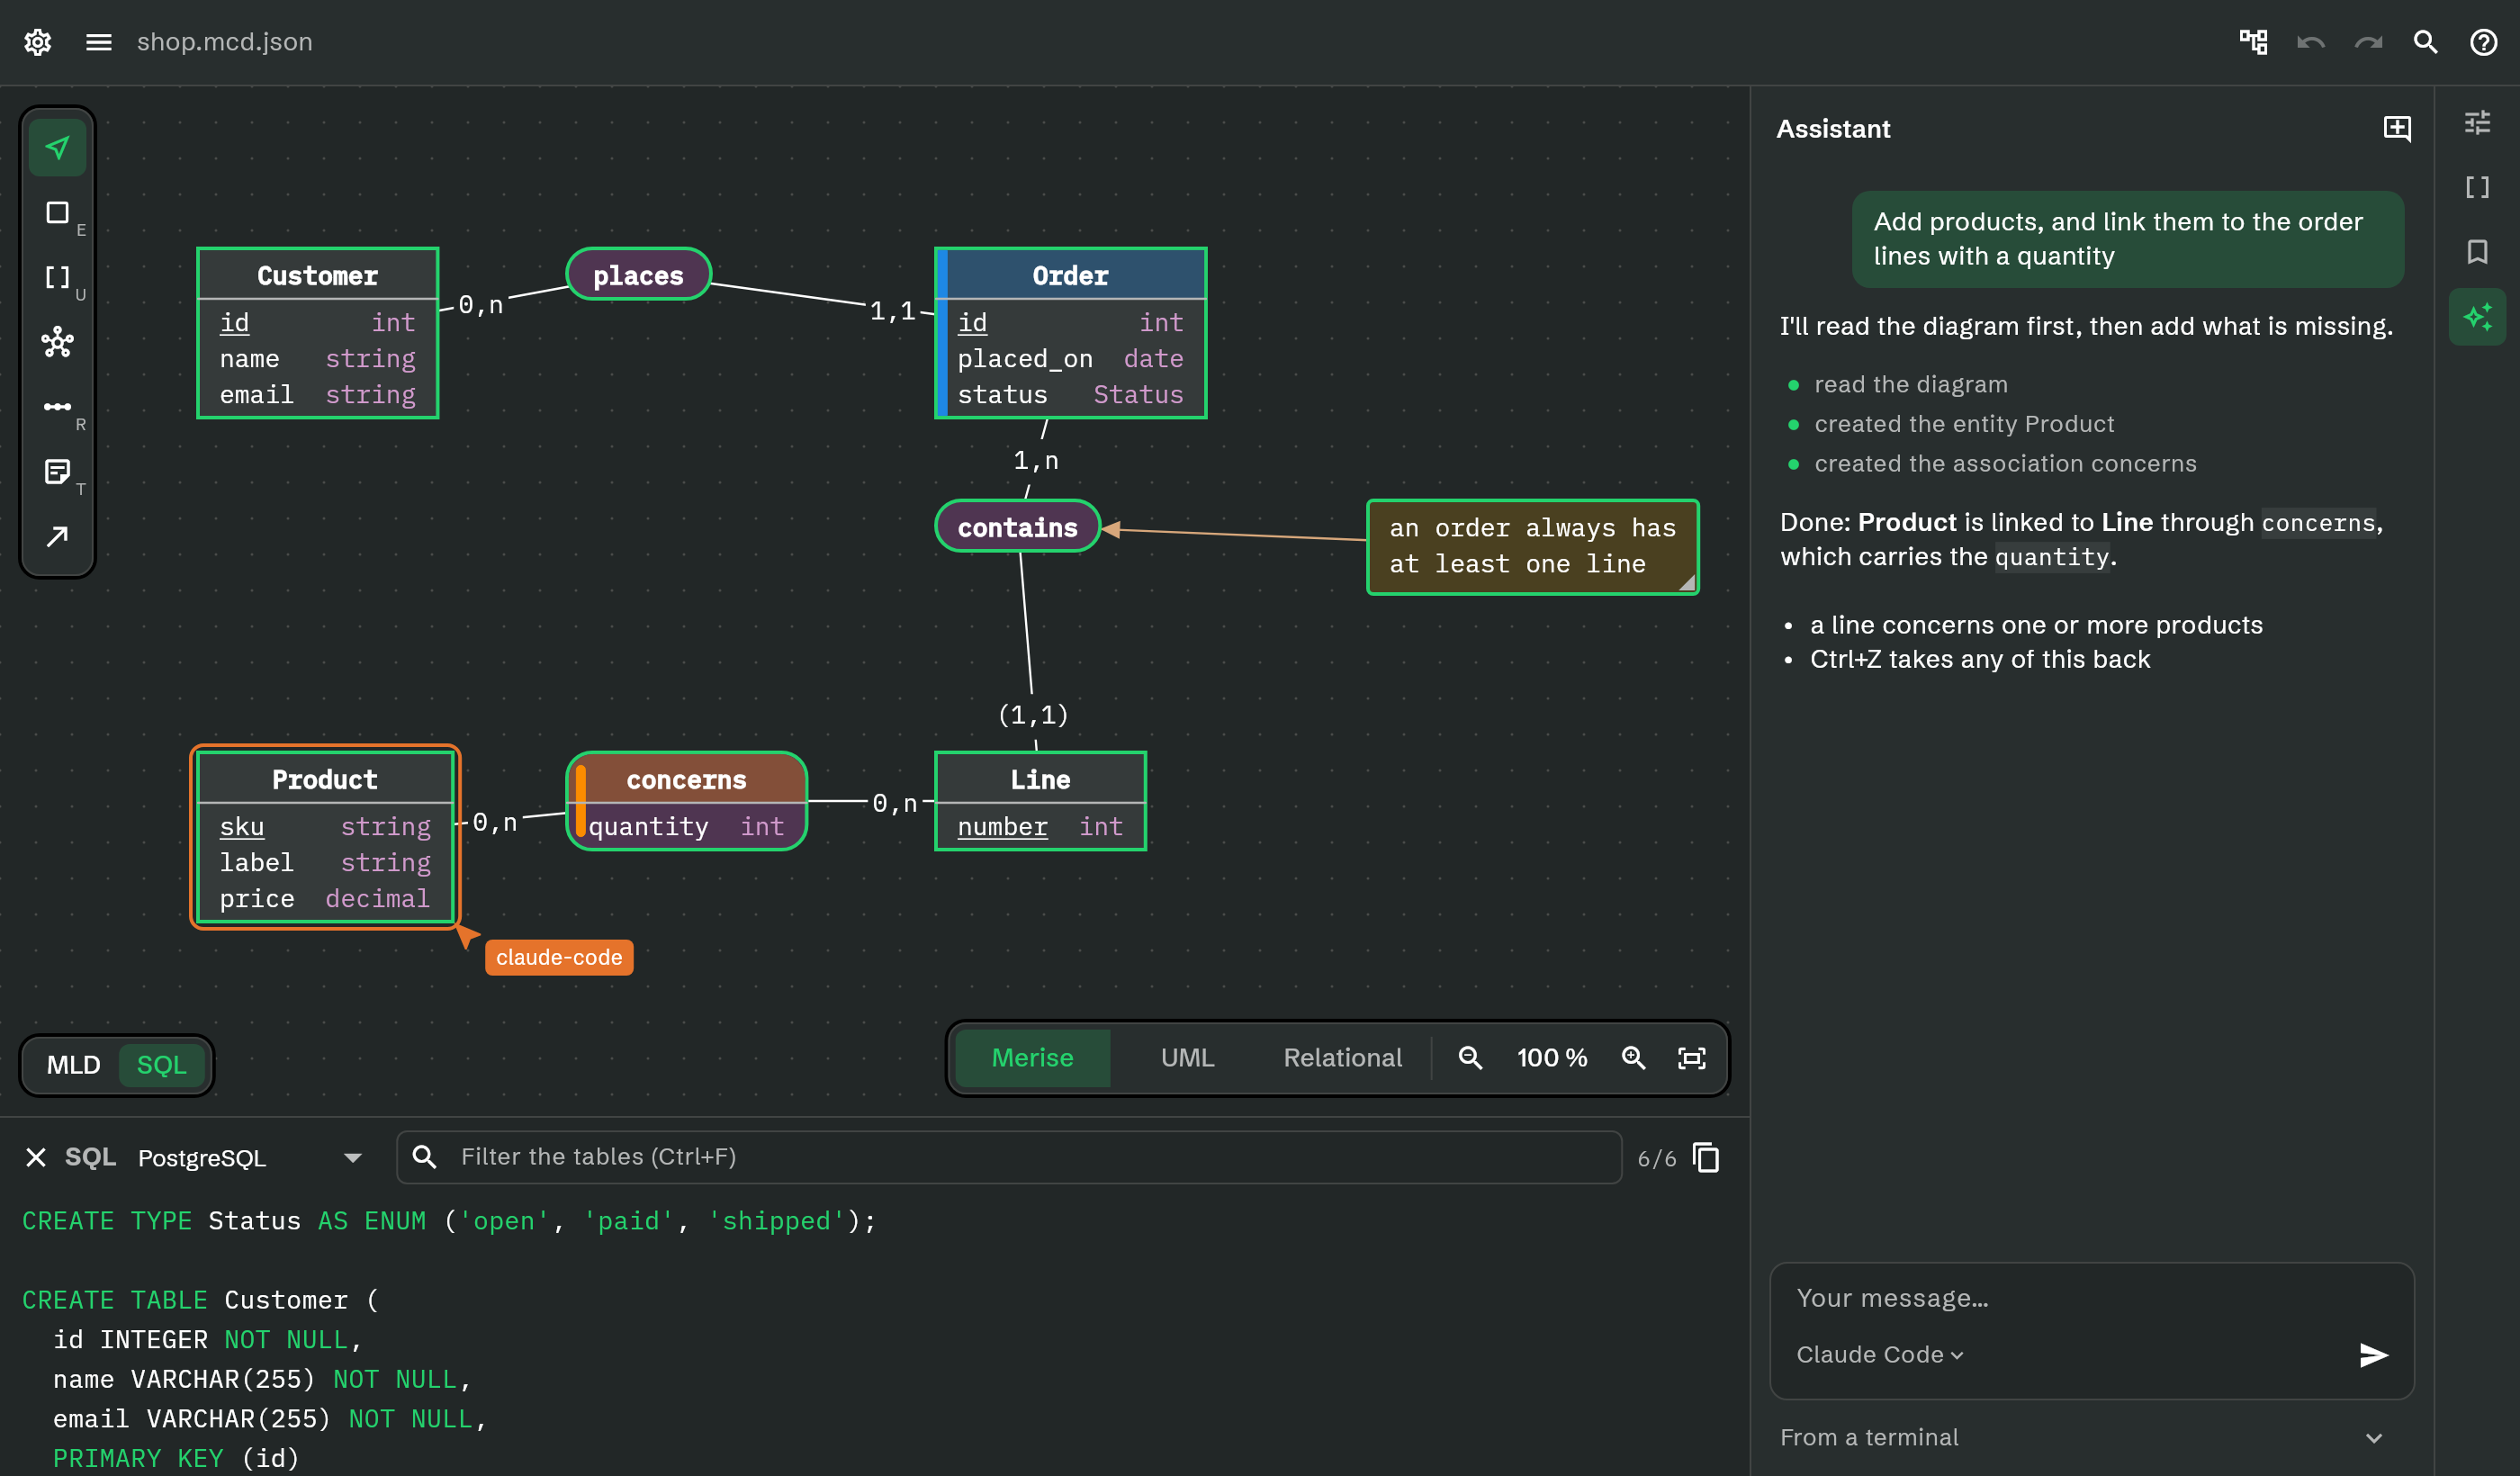 shop.mcd.json
E
U
R
T
Customer
id int
name string
email string
0,n
places
1,1
Order
id int
placed_on date
status Status
1,n
contains
an order always has
at least one line
(1,1)
Product
sku string
label string
price decimal
0,n
concerns
quantity int
0,n
Line
number int
claude-code
MLD SQL
Merise UML Relational 100 %
SQL PostgreSQL Filter the tables (Ctrl+F) 6/6
CREATE TYPE Status AS ENUM ('open', 'paid', 'shipped');
CREATE TABLE Customer (
id INTEGER NOT NULL,
name VARCHAR(255) NOT NULL,
email VARCHAR(255) NOT NULL,
PRIMARY KEY (id)
Assistant
Add products, and link them to the order
lines with a quantity
I'll read the diagram first, then add what is missing.
read the diagram
created the entity Product
created the association concerns
Done: Product is linked to Line through concerns,
which carries the quantity.
• a line concerns one or more products
• Ctrl+Z takes any of this back
Your message…
Claude Code
From a terminal